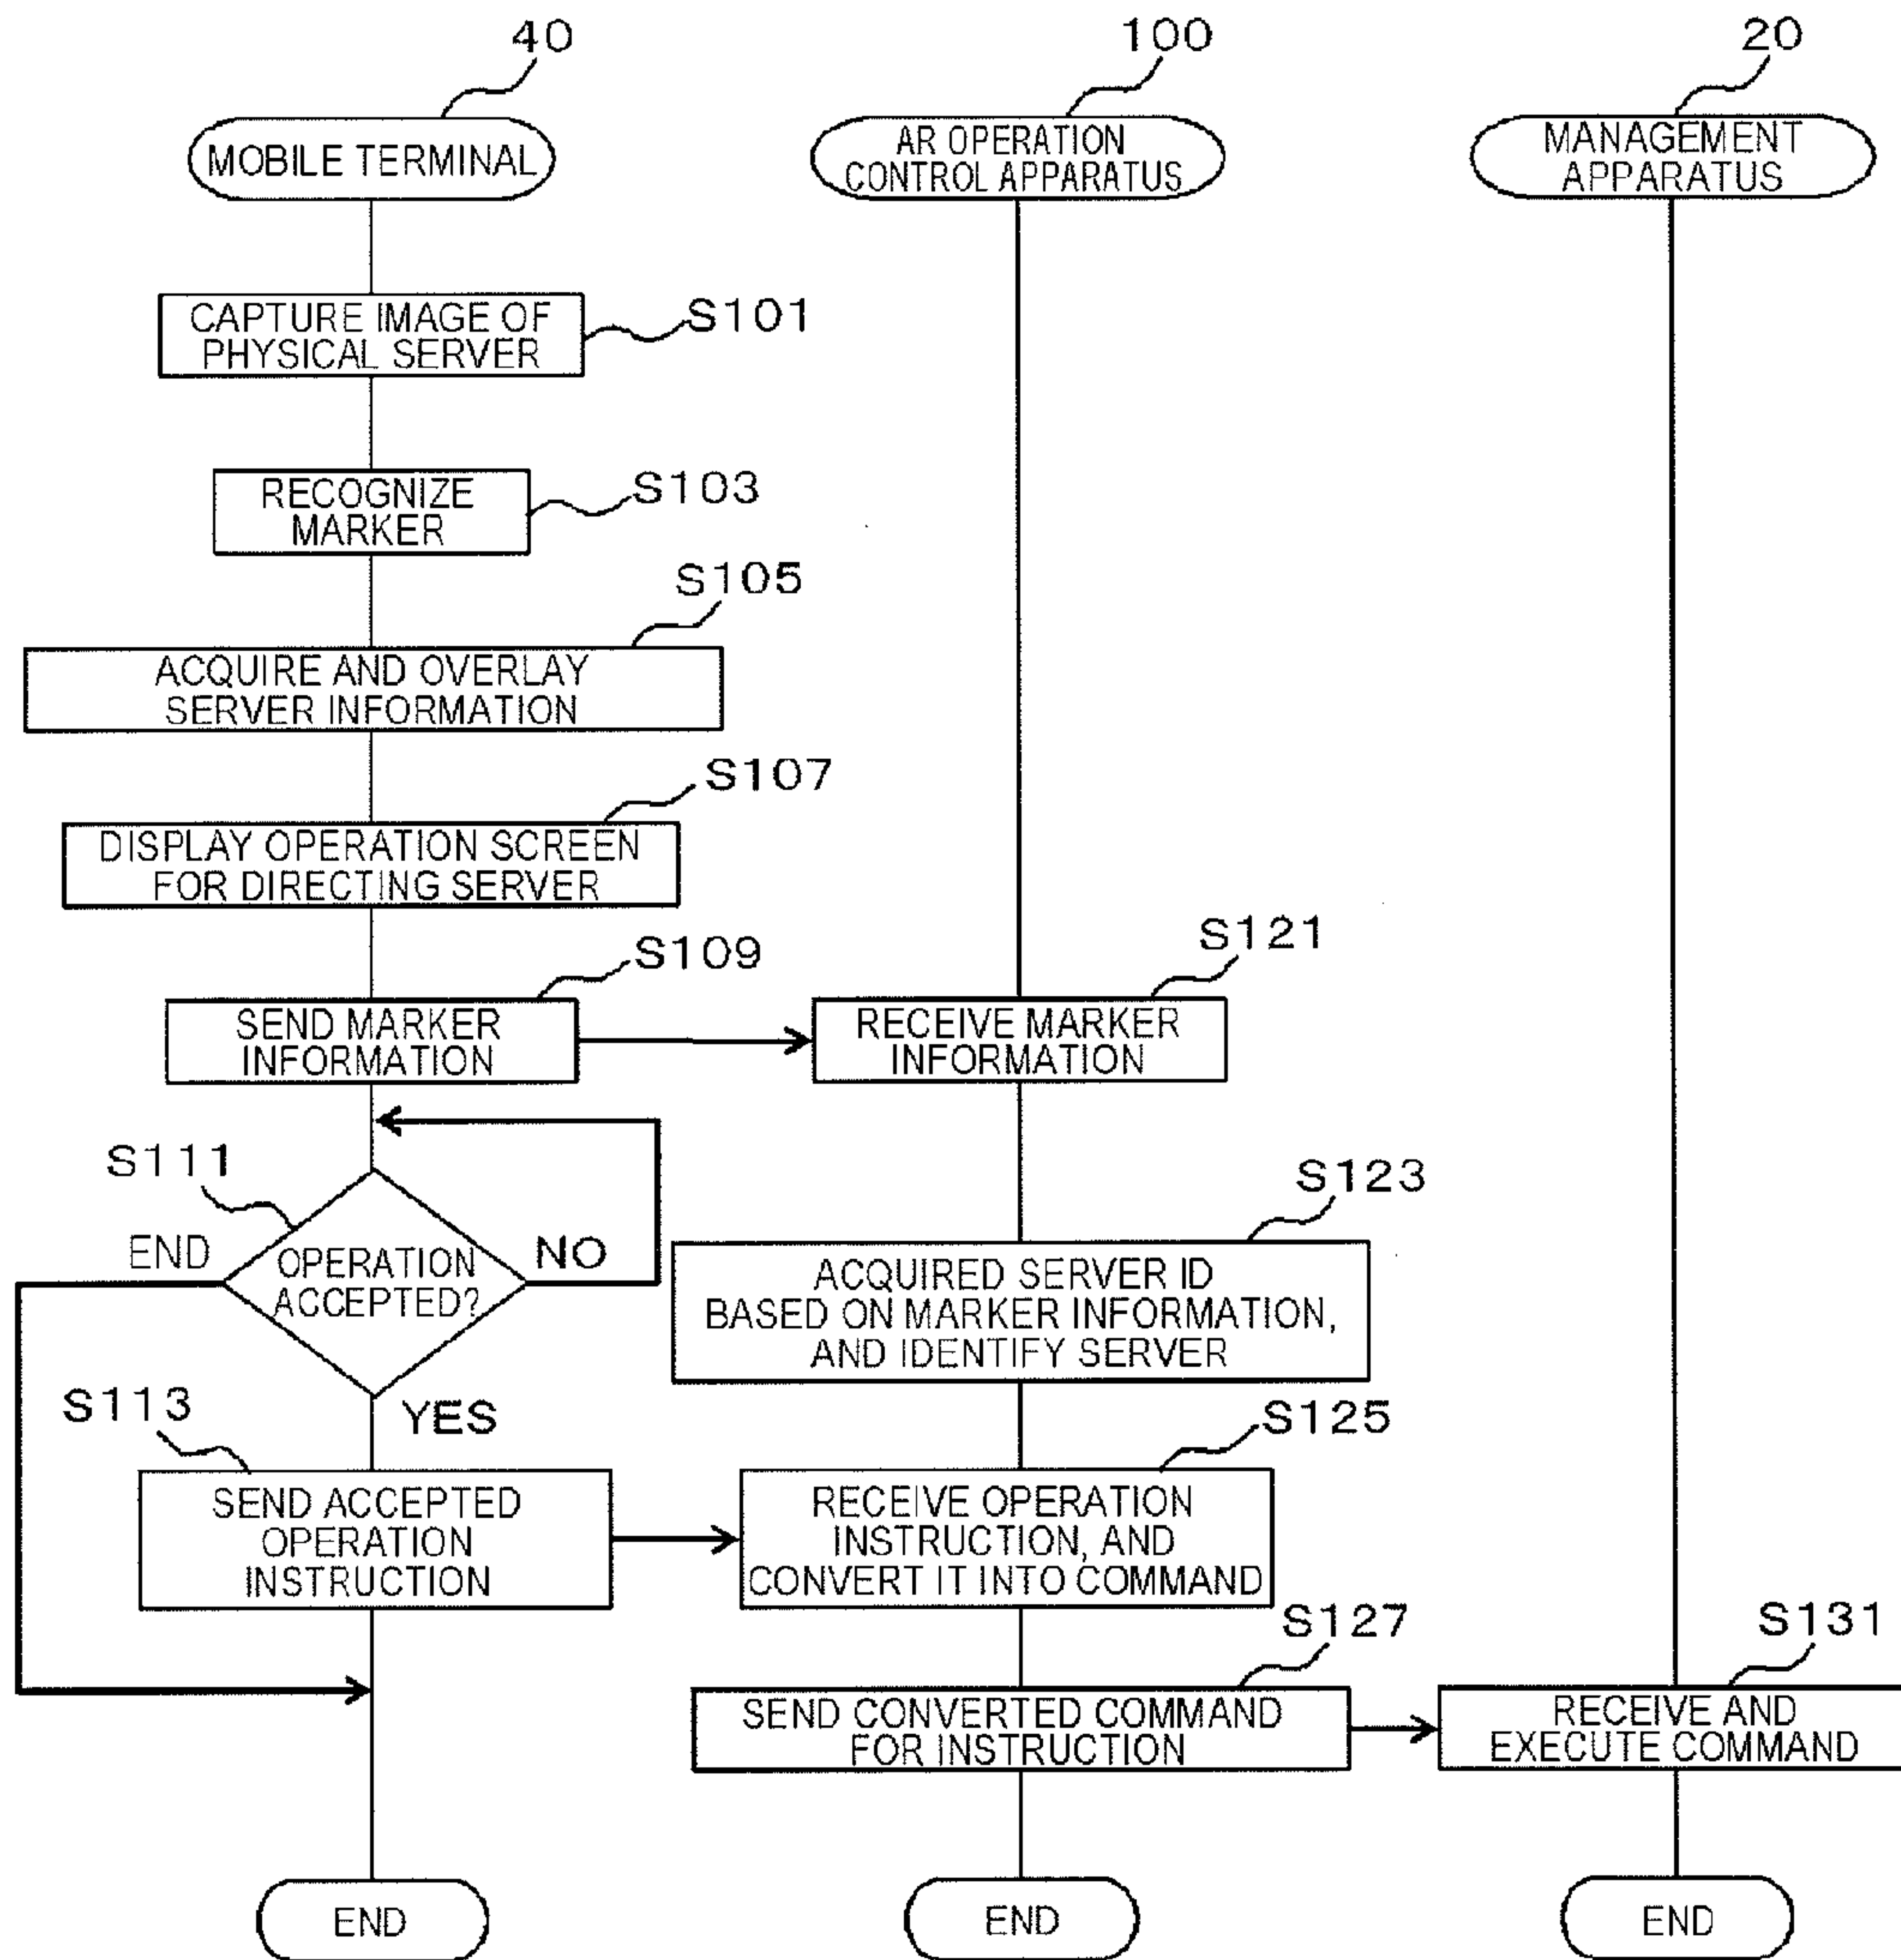 40
100
20
MOBILE TERMINAL
AR OPERATION
CONTROL APPARATUS
MANAGEMENT
APPARATUS
CAPTURE IMAGE OF
PHYSICAL SERVER
S101
RECOGNIZE
MARKER
S103
S105
ACQUIRE AND OVERLAY
SERVER INFORMATION
S107
DISPLAY OPERATION SCREEN
FOR DIRECTING SERVER
S109
SEND MARKER
INFORMATION
S121
RECEIVE MARKER
INFORMATION
S111
END
OPERATION
ACCEPTED?
NO
YES
S123
ACQUIRED SERVER ID
BASED ON MARKER INFORMATION,
AND IDENTIFY SERVER
S113
SEND ACCEPTED
OPERATION
INSTRUCTION
S125
RECEIVE OPERATION
INSTRUCTION, AND
CONVERT IT INTO COMMAND
S127
SEND CONVERTED COMMAND
FOR INSTRUCTION
S131
RECEIVE AND
EXECUTE COMMAND
END
END
END